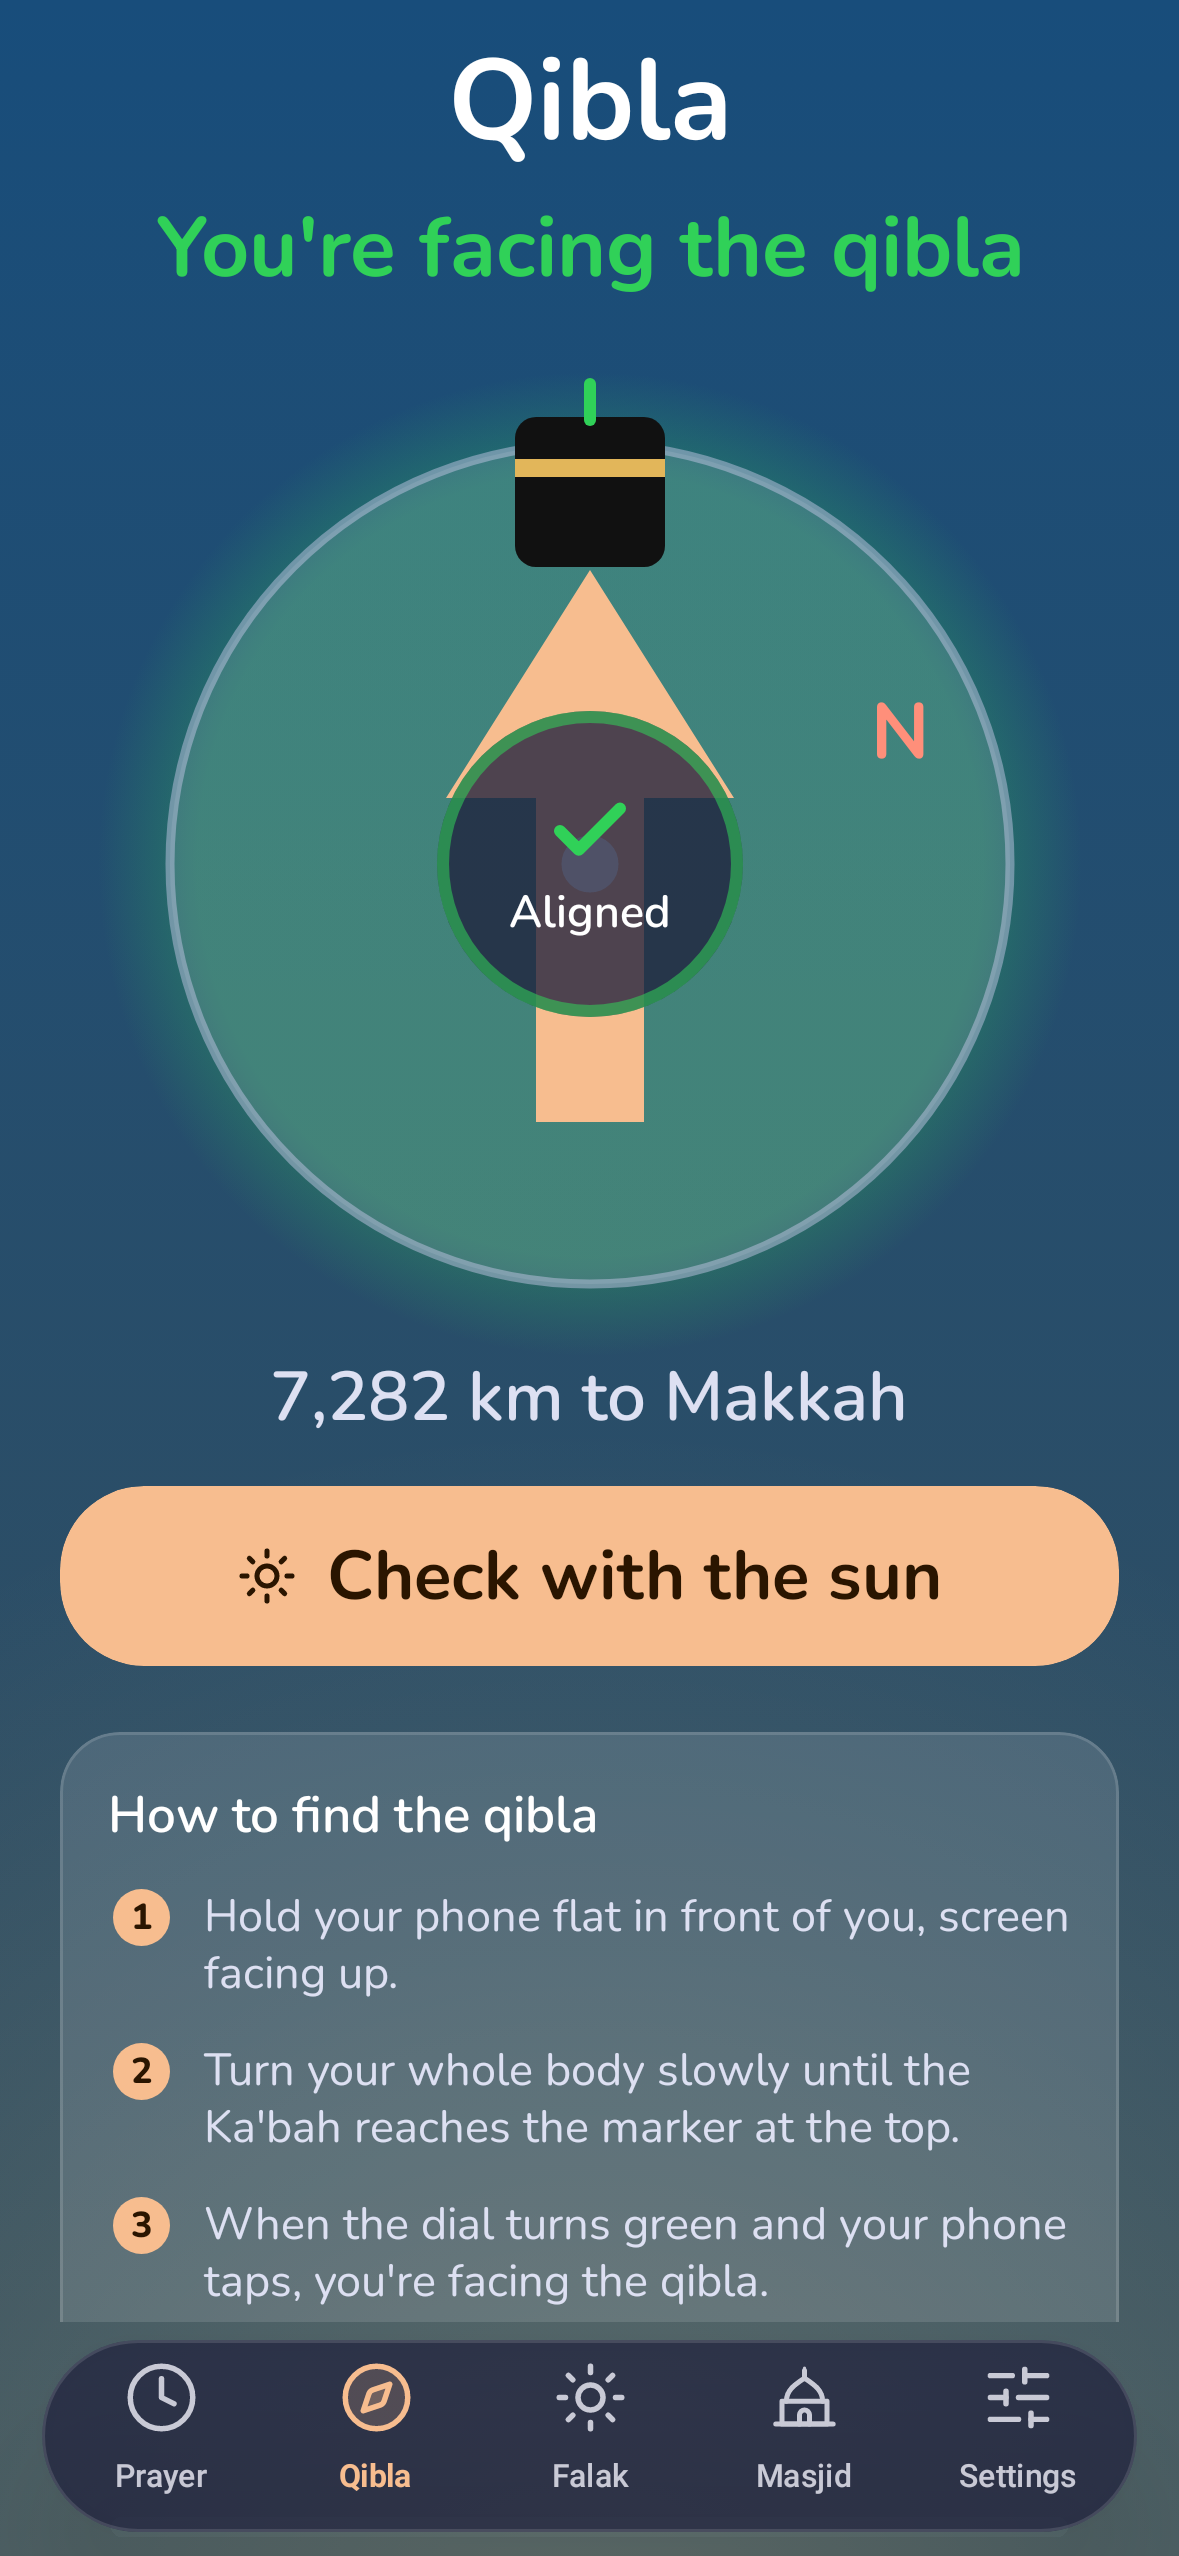 Qibla
You're facing the qibla
N
Aligned
7,282 km to Makkah
Check with the sun
How to find the qibla
1 Hold your phone flat in front of you, screen
facing up.
2 Turn your whole body slowly until the
Ka'bah reaches the marker at the top.
3 When the dial turns green and your phone
taps, you're facing the qibla.
Prayer Qibla Falak Masjid Settings